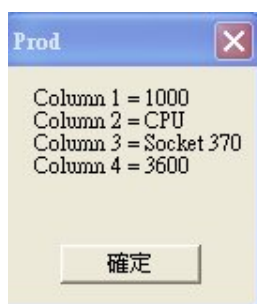 Prod
Column 1 = 1000
Column 2 = CPU
Column 3 = Socket 370
Column 4 = 3600
確定